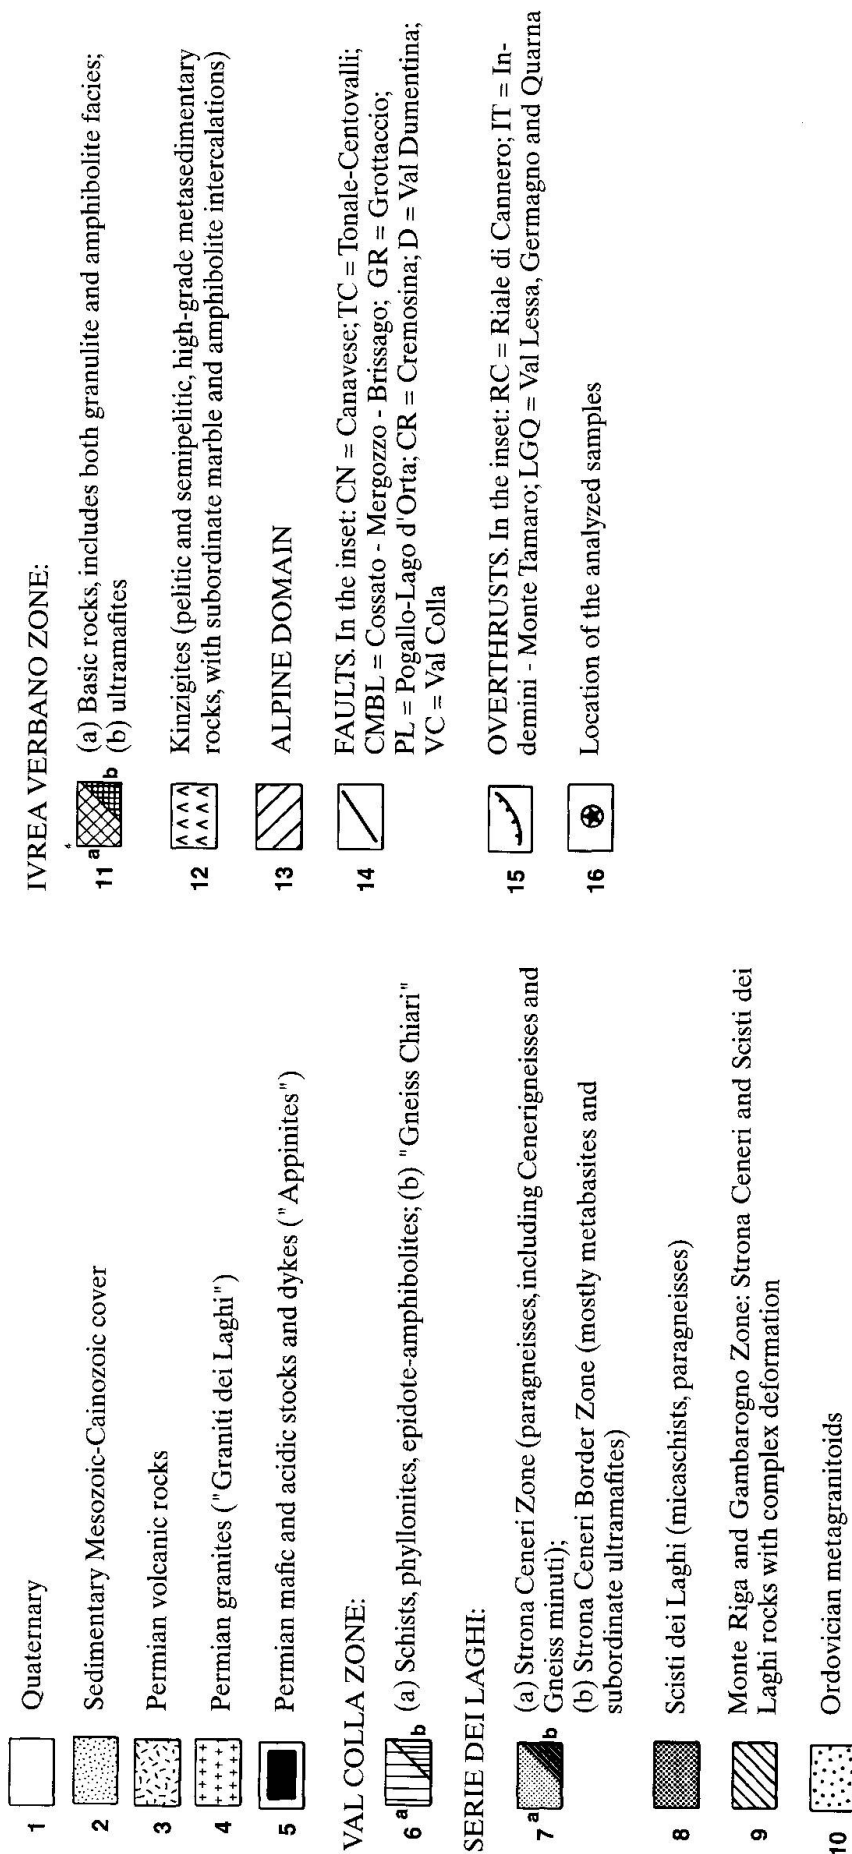 1 Quaternary
2 Sedimentary Mesozoic-Cainozoic cover
3 Permian volcanic rocks
4 Permian granites ("Graniti dei Laghi")
5 Permian mafic and acidic stocks and dykes ("Appinites")
VAL COLLA ZONE:
6 a b (a) Schists, phyllonites, epidote-amphibolites; (b) "Gneiss Chiari"
SERIE DEI LAGHI:
7 a b (a) Strona Ceneri Zone (paragneisses, including Cenerigneisses and
Gneiss minuti);
(b) Strona Ceneri Border Zone (mostly metabasites and
subordinate ultramafites)
8 Scisti dei Laghi (micaschists, paragneisses)
9 Monte Riga and Gambarogno Zone: Strona Ceneri and Scisti dei
Laghi rocks with complex deformation
10 Ordovician metagranitoids
IVREA VERBANO ZONE:
11 a b (a) Basic rocks, includes both granulite and amphibolite facies;
(b) ultramafites
12 Kinzigites (pelitic and semipelitic, high-grade metasedimentary
rocks, with subordinate marble and amphibolite intercalations)
13 ALPINE DOMAIN
14 FAULTS. In the inset: CN = Canavese; TC = Tonale-Centovalli;
CMBL = Cossato - Mergozzo - Brissago; GR = Grottaccio;
PL = Pogallo-Lago d'Orta; CR = Cremosina; D = Val Dumentina;
VC = Val Colla
15 OVERTHRUSTS. In the inset: RC = Riale di Cannero; IT = In-
demini - Monte Tamaro; LGQ = Val Lessa, Germagno and Quarna
16 Location of the analyzed samples